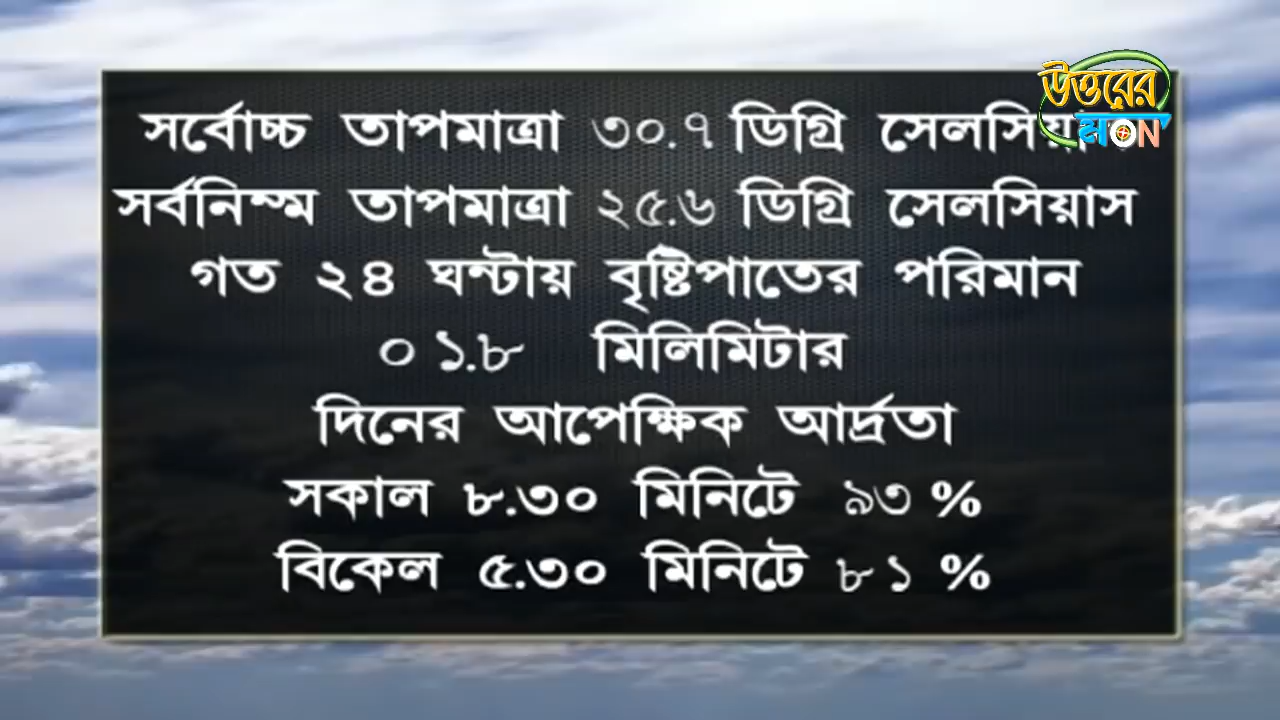 উত্তরের
মON
সর্বোচ্চ তাপমাত্রা ৩০.৭ ডিগ্রি সেলসিয়াস
সর্বনিম্ম তাপমাত্রা ২৫.৬ ডিগ্রি সেলসিয়াস
গত ২৪ ঘন্টায় বৃষ্টিপাতের পরিমান
০ ১.৮ মিলিমিটার
দিনের আপেক্ষিক আর্দ্রতা
সকাল ৮.৩০ মিনিটে ৯৩ %
বিকেল ৫.৩০ মিনিটে ৮১ %